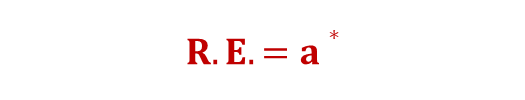 R. E. = a *